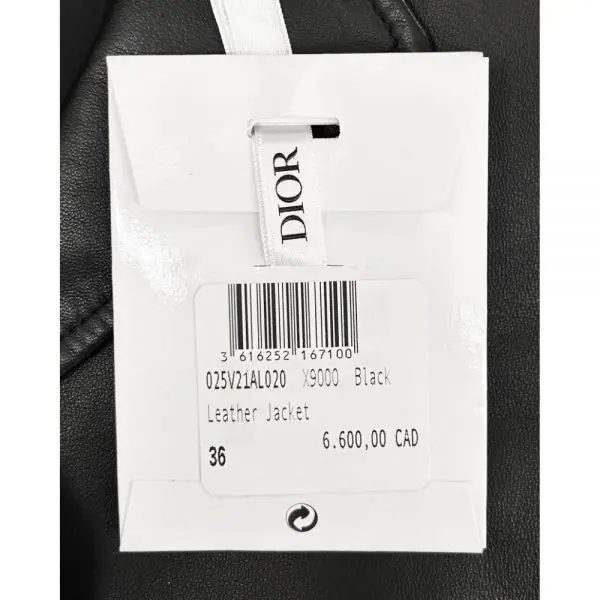 DIOR
3 616252 167100
025V21AL020 X9000 Black
Leather Jacket
6.600,00 CAD
36